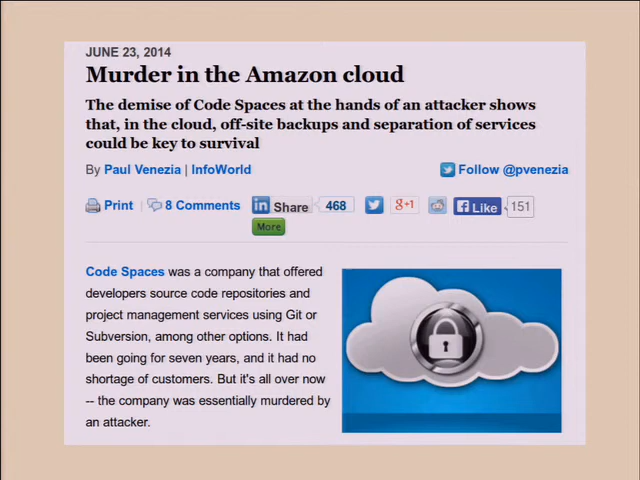 JUNE 23, 2014
Murder in the Amazon cloud
The demise of Code Spaces at the hands of an attacker shows
that, in the cloud, off-site backups and separation of services
could be key to survival
By Paul Venezia | InfoWorld
Follow @pvenezia
Print | 8 Comments
in Share 468
g+1
f Like 151
More
Code Spaces was a company that offered
developers source code repositories and
project management services using Git or
Subversion, among other options. It had
been going for seven years, and it had no
shortage of customers. But it's all over now
-- the company was essentially murdered by
an attacker.